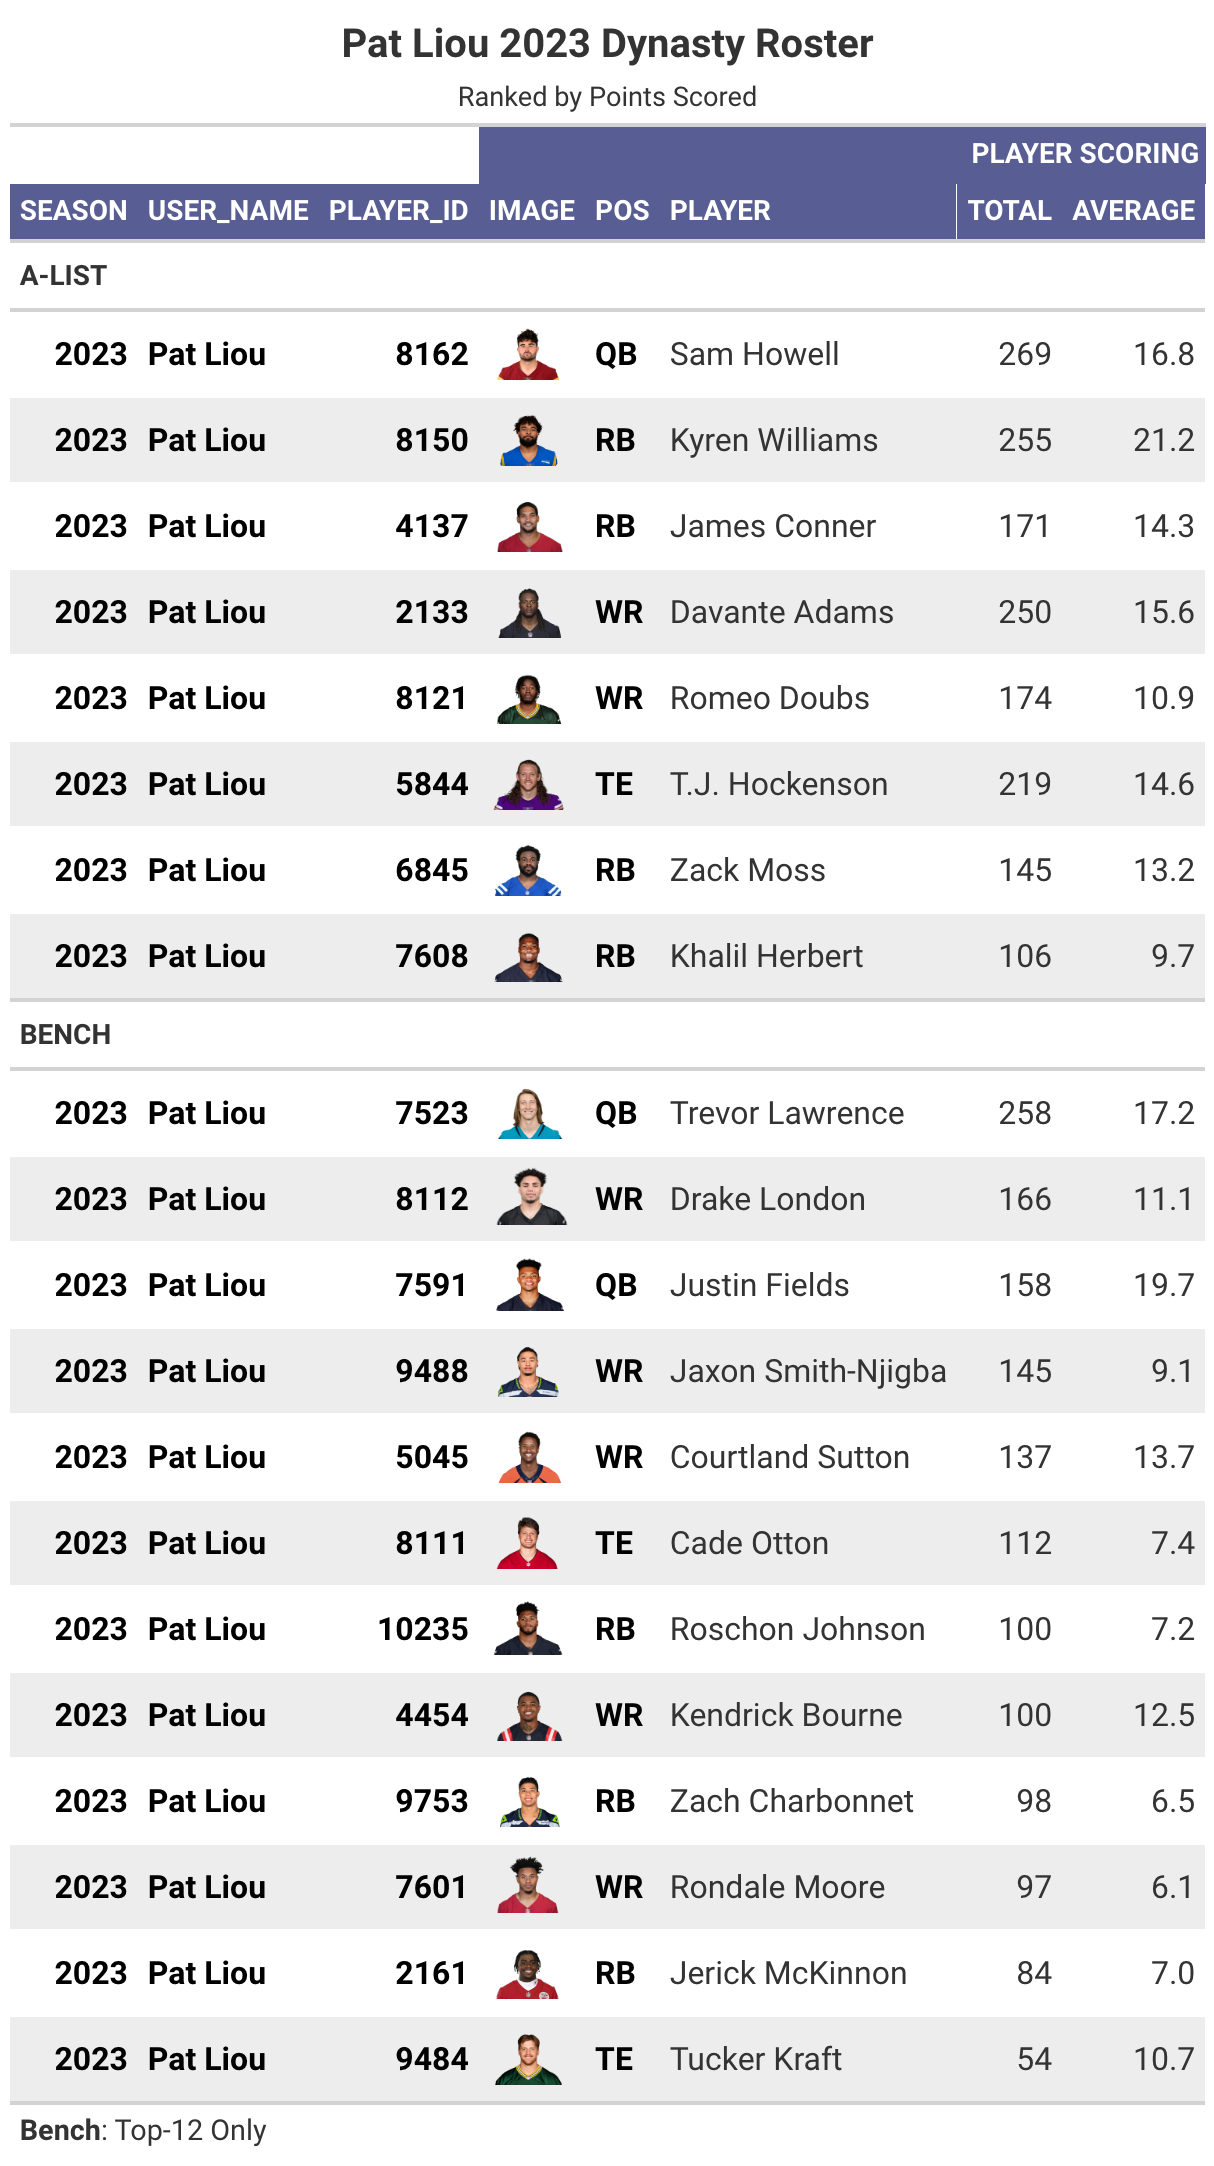 Pat Liou 2023 Dynasty Roster
Ranked by Points Scored
PLAYER SCORING
SEASON USER_NAME PLAYER_ID IMAGE POS PLAYER TOTAL AVERAGE
A-LIST
2023 Pat Liou 8162 QB Sam Howell 269 16.8
2023 Pat Liou 8150 RB Kyren Williams 255 21.2
2023 Pat Liou 4137 RB James Conner 171 14.3
2023 Pat Liou 2133 WR Davante Adams 250 15.6
2023 Pat Liou 8121 WR Romeo Doubs 174 10.9
2023 Pat Liou 5844 TE T.J. Hockenson 219 14.6
2023 Pat Liou 6845 RB Zack Moss 145 13.2
2023 Pat Liou 7608 RB Khalil Herbert 106 9.7
BENCH
2023 Pat Liou 7523 QB Trevor Lawrence 258 17.2
2023 Pat Liou 8112 WR Drake London 166 11.1
2023 Pat Liou 7591 QB Justin Fields 158 19.7
2023 Pat Liou 9488 WR Jaxon Smith-Njigba 145 9.1
2023 Pat Liou 5045 WR Courtland Sutton 137 13.7
2023 Pat Liou 8111 TE Cade Otton 112 7.4
2023 Pat Liou 10235 RB Roschon Johnson 100 7.2
2023 Pat Liou 4454 WR Kendrick Bourne 100 12.5
2023 Pat Liou 9753 RB Zach Charbonnet 98 6.5
2023 Pat Liou 7601 WR Rondale Moore 97 6.1
2023 Pat Liou 2161 RB Jerick McKinnon 84 7.0
2023 Pat Liou 9484 TE Tucker Kraft 54 10.7
Bench: Top-12 Only